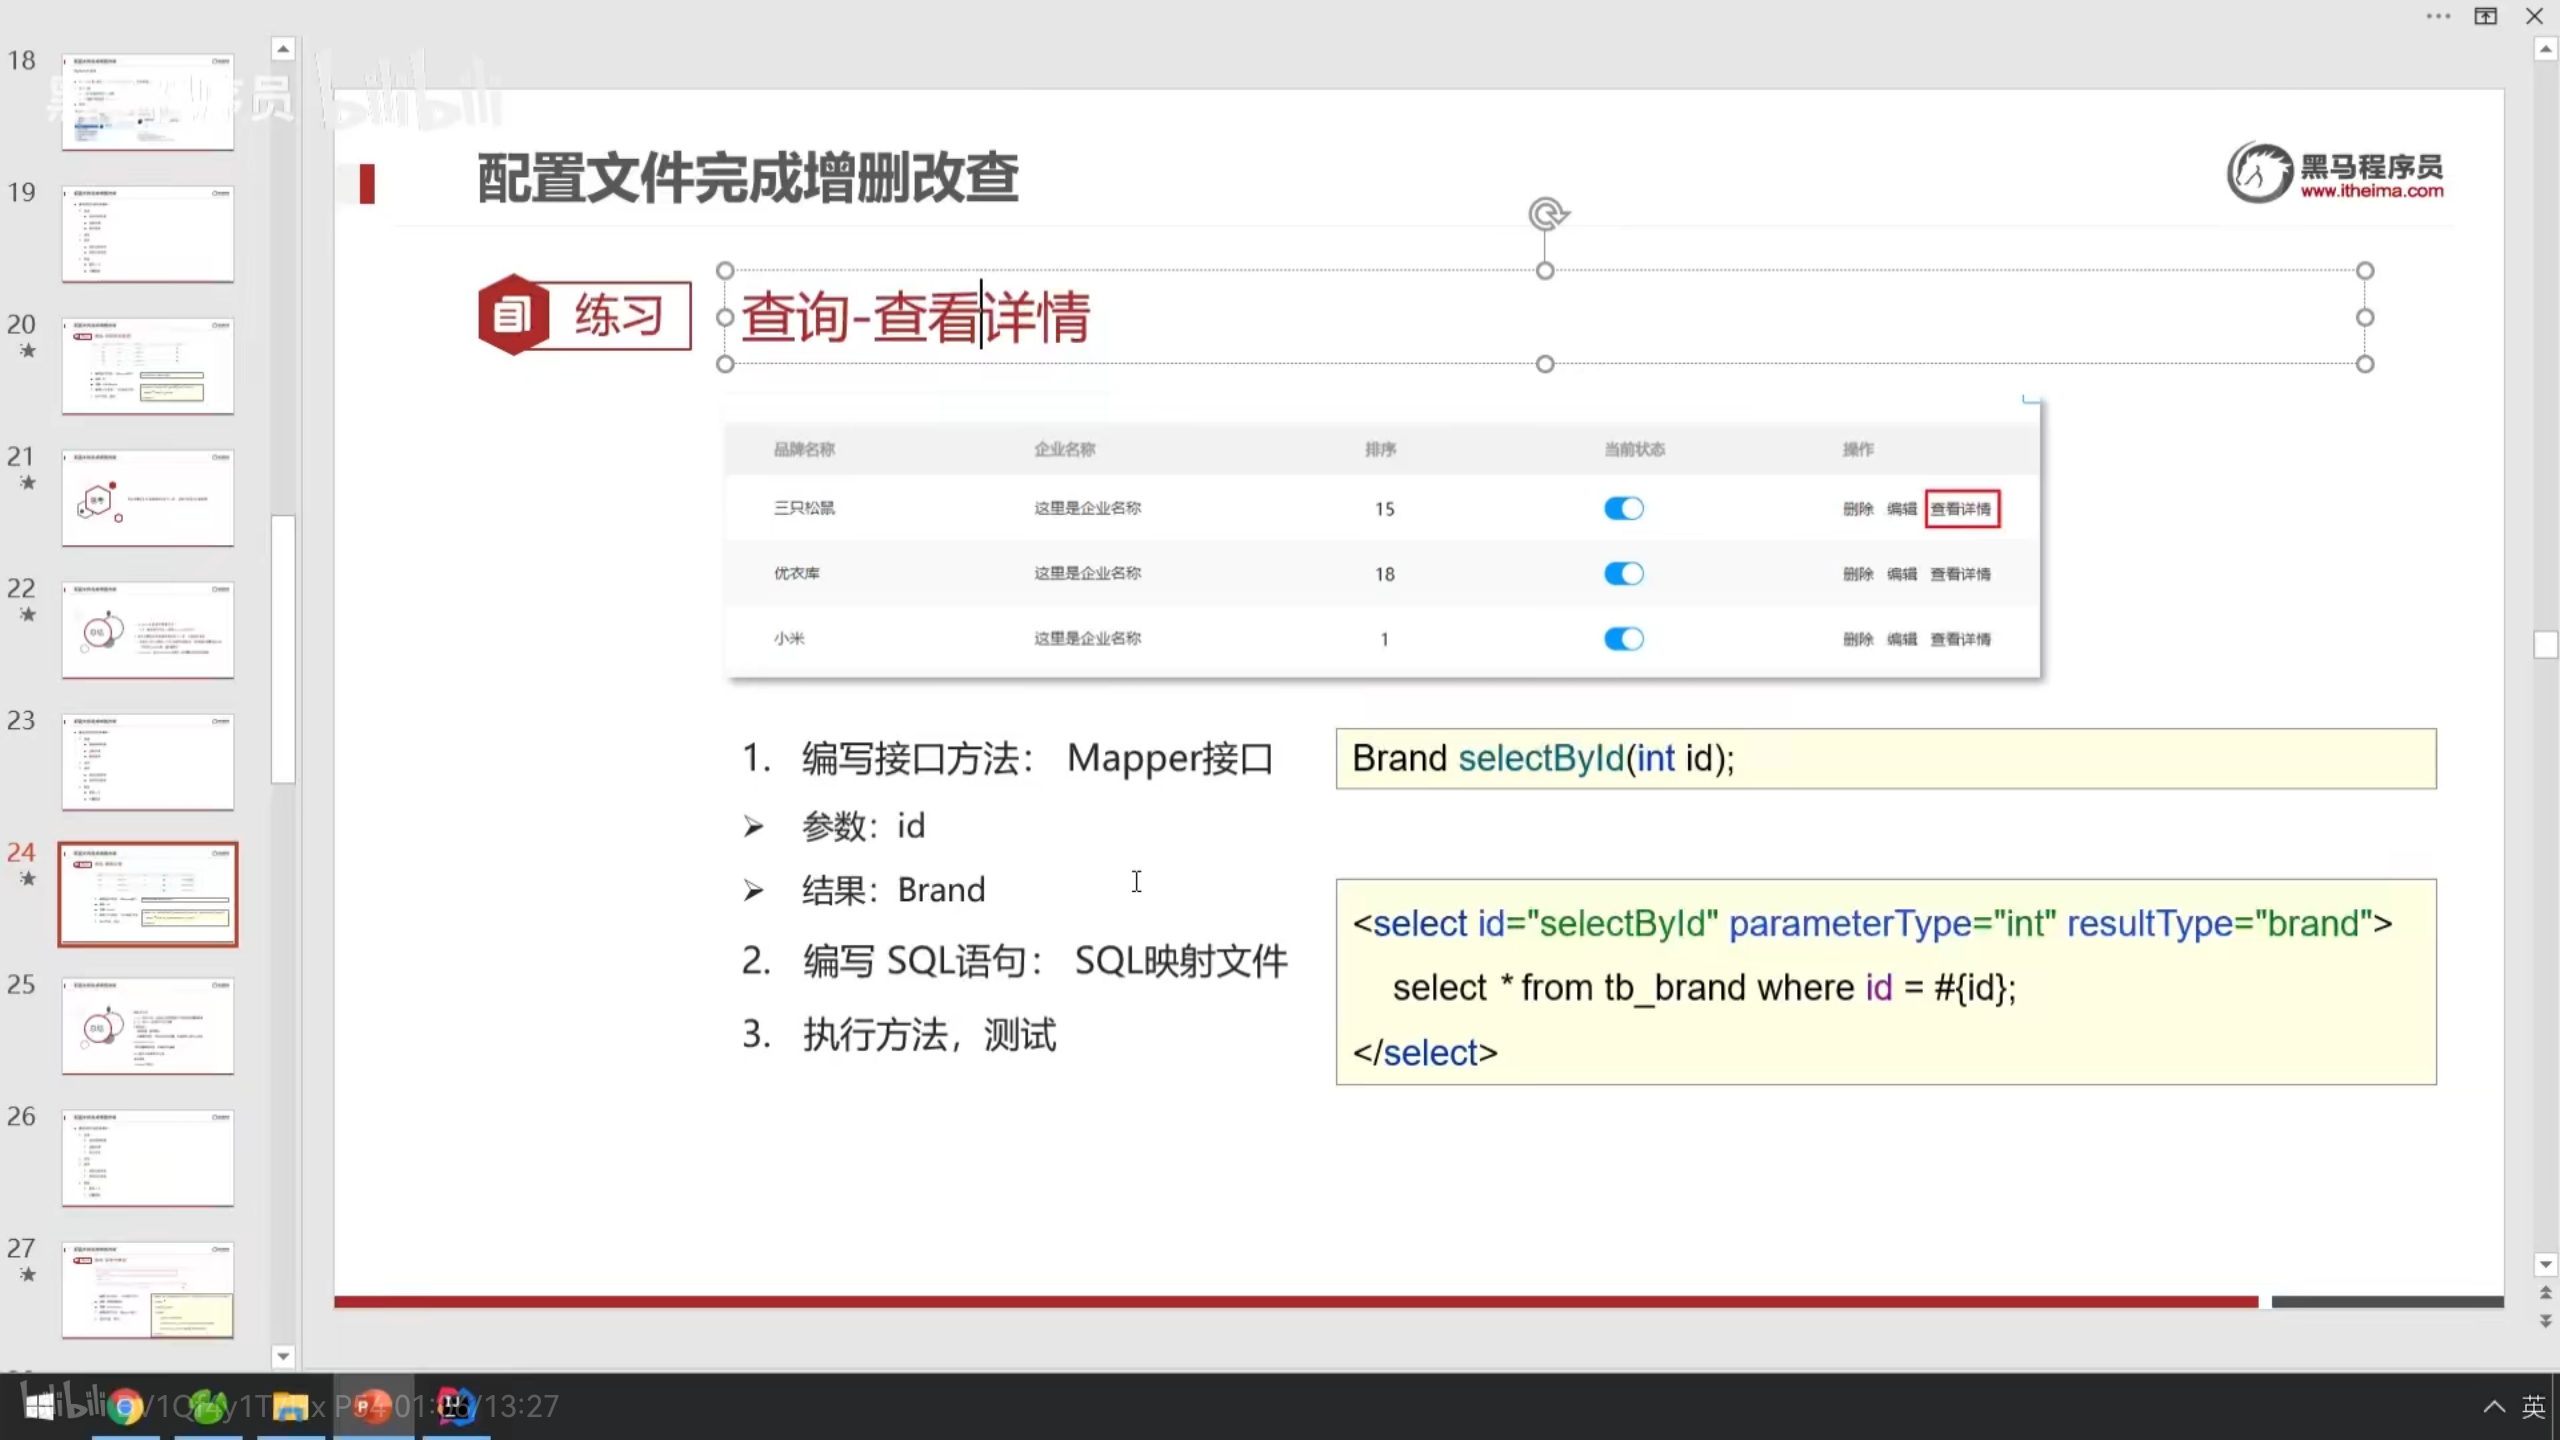 18
黑马程序员 bilibili
19
20
21
22
23
24
25
26
27
配置文件完成增删改查
黑马程序员
www.itheima.com
练习
查询-查看详情
品牌名称 企业名称 排序 当前状态 操作
三只松鼠 这里是企业名称 15 删除 编辑 查看详情
优衣库 这里是企业名称 18 删除 编辑 查看详情
小米 这里是企业名称 1 删除 编辑 查看详情
1. 编写接口方法： Mapper接口
➢ 参数：id
➢ 结果：Brand
2. 编写 SQL语句： SQL映射文件
3. 执行方法，测试
Brand selectById(int id);
<select id="selectById" parameterType="int" resultType="brand">
select * from tb_brand where id = #{id};
</select>
bilibili P54 01:06/13:27
英